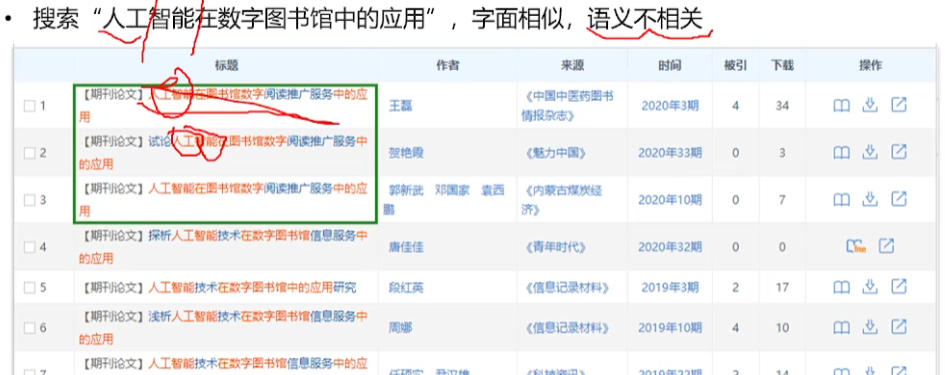 • 搜索“人工智能在数字图书馆中的应用”，字面相似，语义不相关
标题 作者 来源 时间 被引 下载 操作
1 【期刊论文】人工智能在图书馆数字阅读推广服务中的应
用
王磊
《中国中医药图书
情报杂志》
2020年3期 4 34
2 【期刊论文】试论人工智能在图书馆数字阅读推广服务中
的应用
贺艳霞 《魅力中国》 2020年33期 0 3
3 【期刊论文】人工智能在图书馆数字阅读推广服务中的应
用
郭新武 邓国家 袁西
鹏
《内蒙古煤炭经
济》
2020年10期 0 7
4 【期刊论文】探析人工智能技术在数字图书馆信息服务中
的应用
唐佳佳 《青年时代》 2020年32期 0 0
free
5 【期刊论文】人工智能技术在数字图书馆中的应用研究 段红英 《信息记录材料》 2019年3期 2 17
6 【期刊论文】浅析人工智能技术在数字图书馆信息服务中
的应用
周娜 《信息记录材料》 2019年10期 4 10
【期刊论文】人工智能技术在数字图书馆信息服务中的应